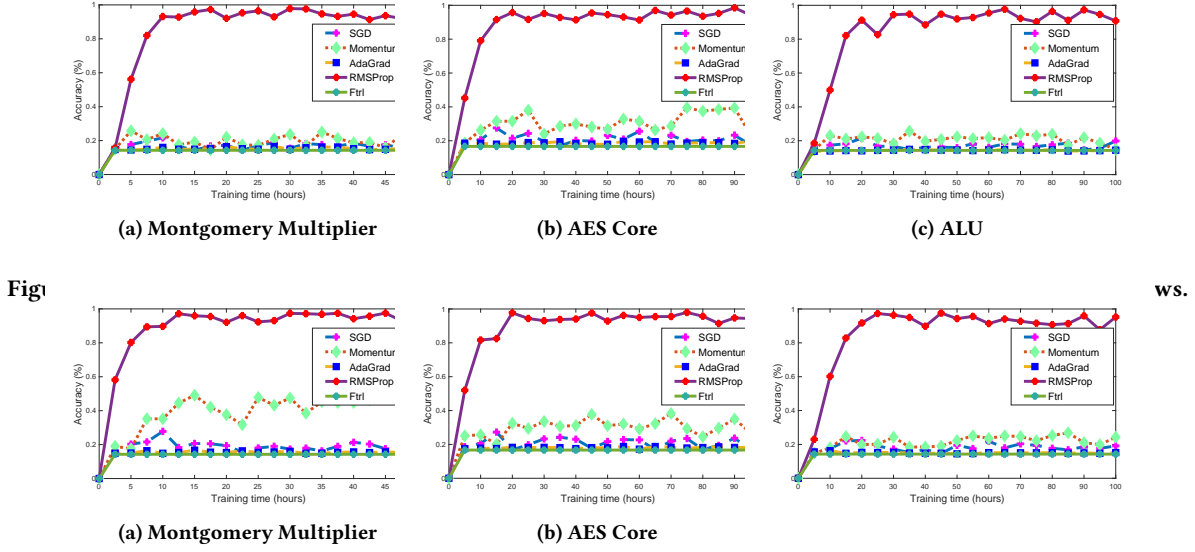 1
0.8
0.6
0.4
0.2
0
Accuracy (%)
SGD
Momentum
AdaGrad
RMSProp
Ftrl
0 5 10 15 20 25 30 35 40 45
Training time (hours)
(a) Montgomery Multiplier
1
0.8
0.6
0.4
0.2
0
Accuracy (%)
SGD
Momentum
AdaGrad
RMSProp
Ftrl
0 10 20 30 40 50 60 70 80 90
Training time (hours)
(b) AES Core
1
0.8
0.6
0.4
0.2
0
Accuracy (%)
SGD
Momentum
AdaGrad
RMSProp
Ftrl
0 10 20 30 40 50 60 70 80 90 100
Training time (hours)
(c) ALU
ws.
1
0.8
0.6
0.4
0.2
0
Accuracy (%)
SGD
Momentum
AdaGrad
RMSProp
Ftrl
0 5 10 15 20 25 30 35 40 45
Training time (hours)
(a) Montgomery Multiplier
1
0.8
0.6
0.4
0.2
0
Accuracy (%)
SGD
Momentum
AdaGrad
RMSProp
Ftrl
0 10 20 30 40 50 60 70 80 90
Training time (hours)
(b) AES Core
1
0.8
0.6
0.4
0.2
0
Accuracy (%)
SGD
Momentum
AdaGrad
RMSProp
Ftrl
0 10 20 30 40 50 60 70 80 90 100
Training time (hours)